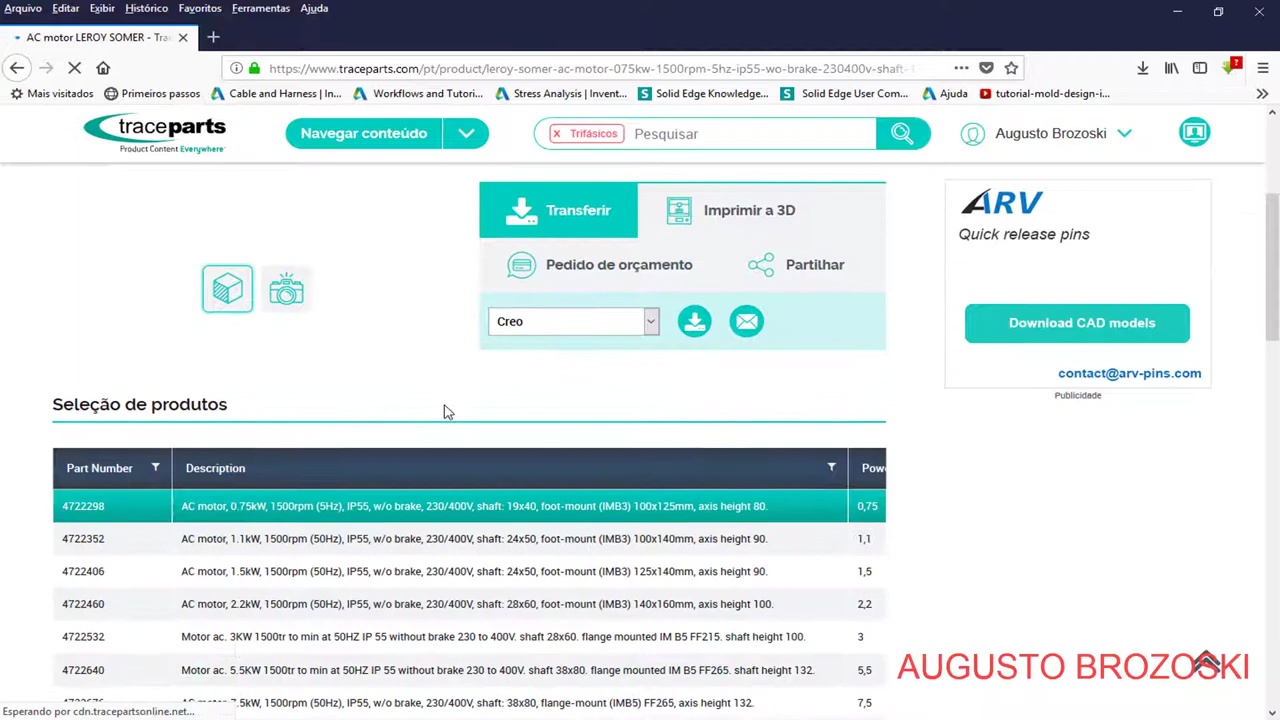 Arquivo Editar Exibir Histórico Favoritos Ferramentas Ajuda
AC motor LEROY SOMER - Tra
https://www.traceparts.com/pt/product/leroy-somer-ac-motor-075kw-1500rpm-5hz-ip55-wo-brake-230400v-shaft-1
Mais visitados Primeiros passos Cable and Harness | In... Workflows and Tutori... Stress Analysis | Invent... Solid Edge Knowledge... Solid Edge User Com... Ajuda tutorial-mold-design-i...
traceparts
Product Content Everywhere
Navegar conteúdo
× Trifásicos Pesquisar
Augusto Brozoski
Transferir Imprimir a 3D
Pedido de orçamento Partilhar
Creo
ARV
Quick release pins
Download CAD models
contact@arv-pins.com
Publicidade
Seleção de produtos
Part Number Description Powe
4722298 AC motor, 0.75kW, 1500rpm (5Hz), IP55, w/o brake, 230/400V, shaft: 19x40, foot-mount (IMB3) 100x125mm, axis height 80. 0,75
4722352 AC motor, 1.1kW, 1500rpm (50Hz), IP55, w/o brake, 230/400V, shaft: 24x50, foot-mount (IMB3) 100x140mm, axis height 90. 1,1
4722406 AC motor, 1.5kW, 1500rpm (50Hz), IP55, w/o brake, 230/400V, shaft: 24x50, foot-mount (IMB3) 125x140mm, axis height 90. 1,5
4722460 AC motor, 2.2kW, 1500rpm (50Hz), IP55, w/o brake, 230/400V, shaft: 28x60, foot-mount (IMB3) 140x160mm, axis height 100. 2,2
4722532 Motor ac. 3KW 1500tr to min at 50HZ IP 55 without brake 230 to 400V. shaft 28x60. flange mounted IM B5 FF215. shaft height 100. 3
4722640 Motor ac. 5.5KW 1500tr to min at 50HZ IP 55 without brake 230 to 400V. shaft 38x80. flange mounted IM B5 FF265. shaft height 132. 5,5
4722676 AC motor, 7.5kW, 1500rpm (50Hz), IP55, w/o brake, 230/400V, shaft: 38x80, flange-mount (IMB5) FF265, axis height 132. 7,5
AUGUSTO BROZOSKI
Esperando por cdn.tracepartsonline.net...